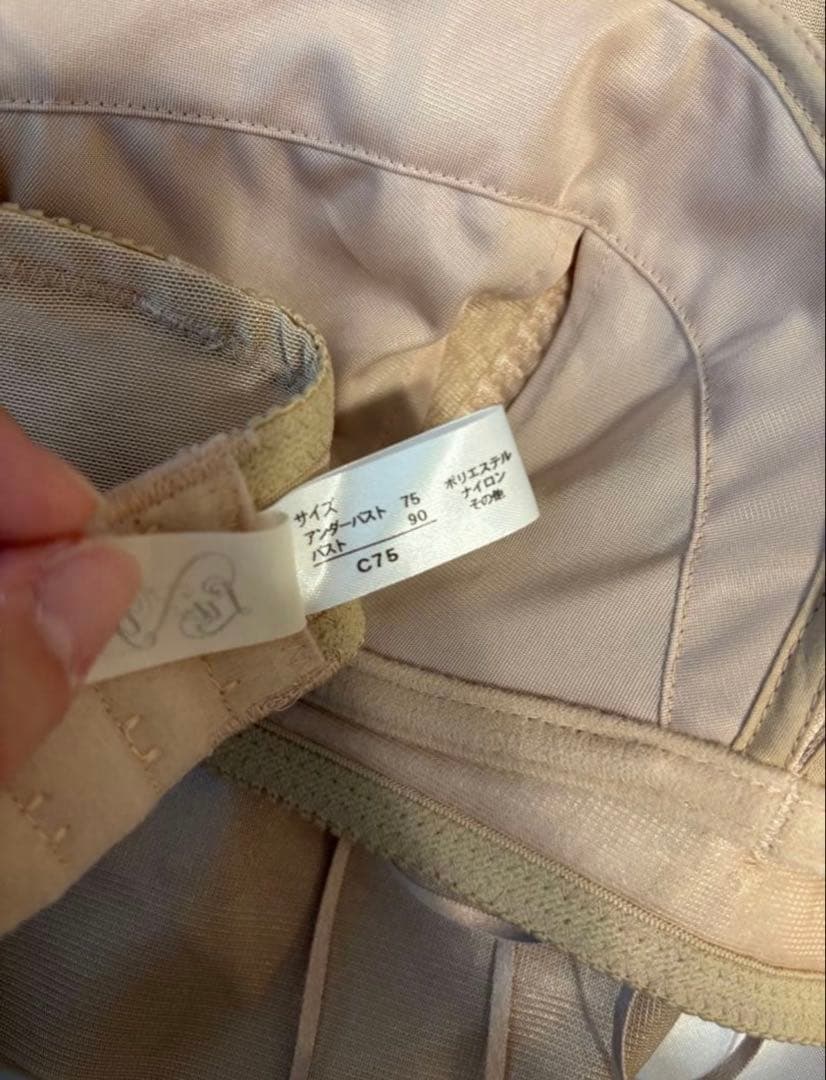 サイズ
アンダーバスト 75
バスト 90
C75
ポリエステル
ナイロン
その他